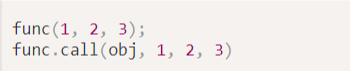 func(1, 2, 3);
func.call(obj, 1, 2, 3)